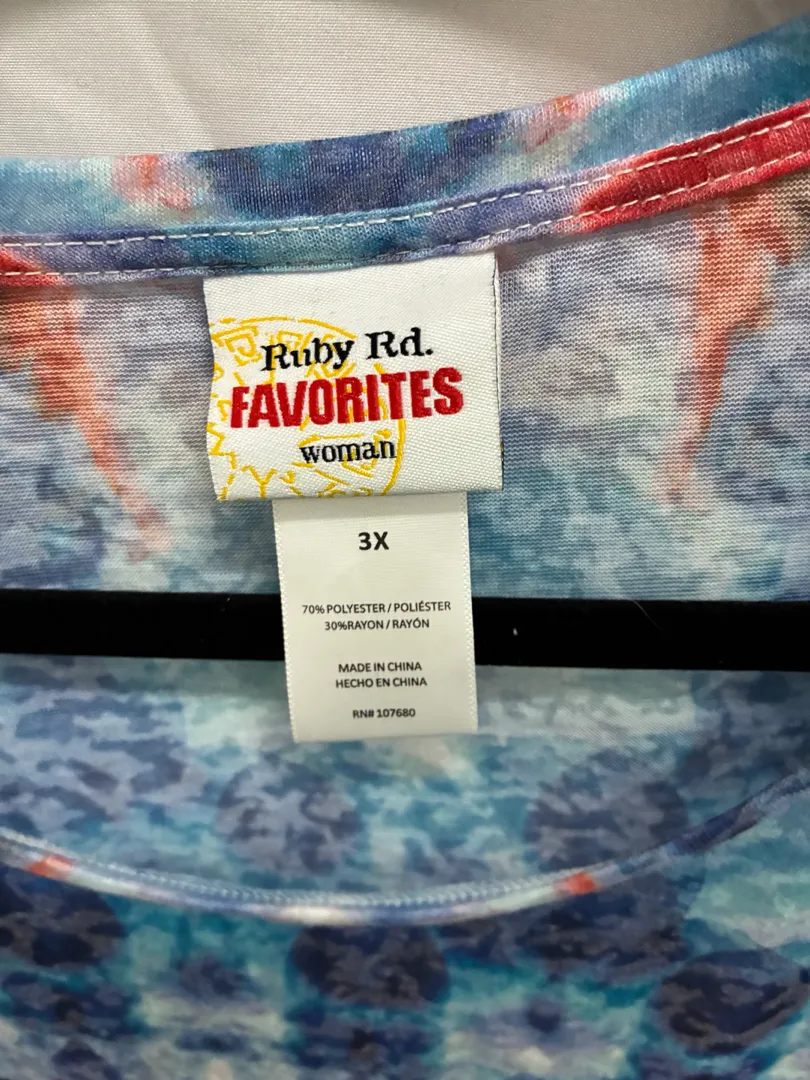 Ruby Rd.
FAVORITES
woman
3X
70% POLYESTER / POLIÉSTER
30%RAYON / RAYÓN
MADE IN CHINA
HECHO EN CHINA
RN# 107680